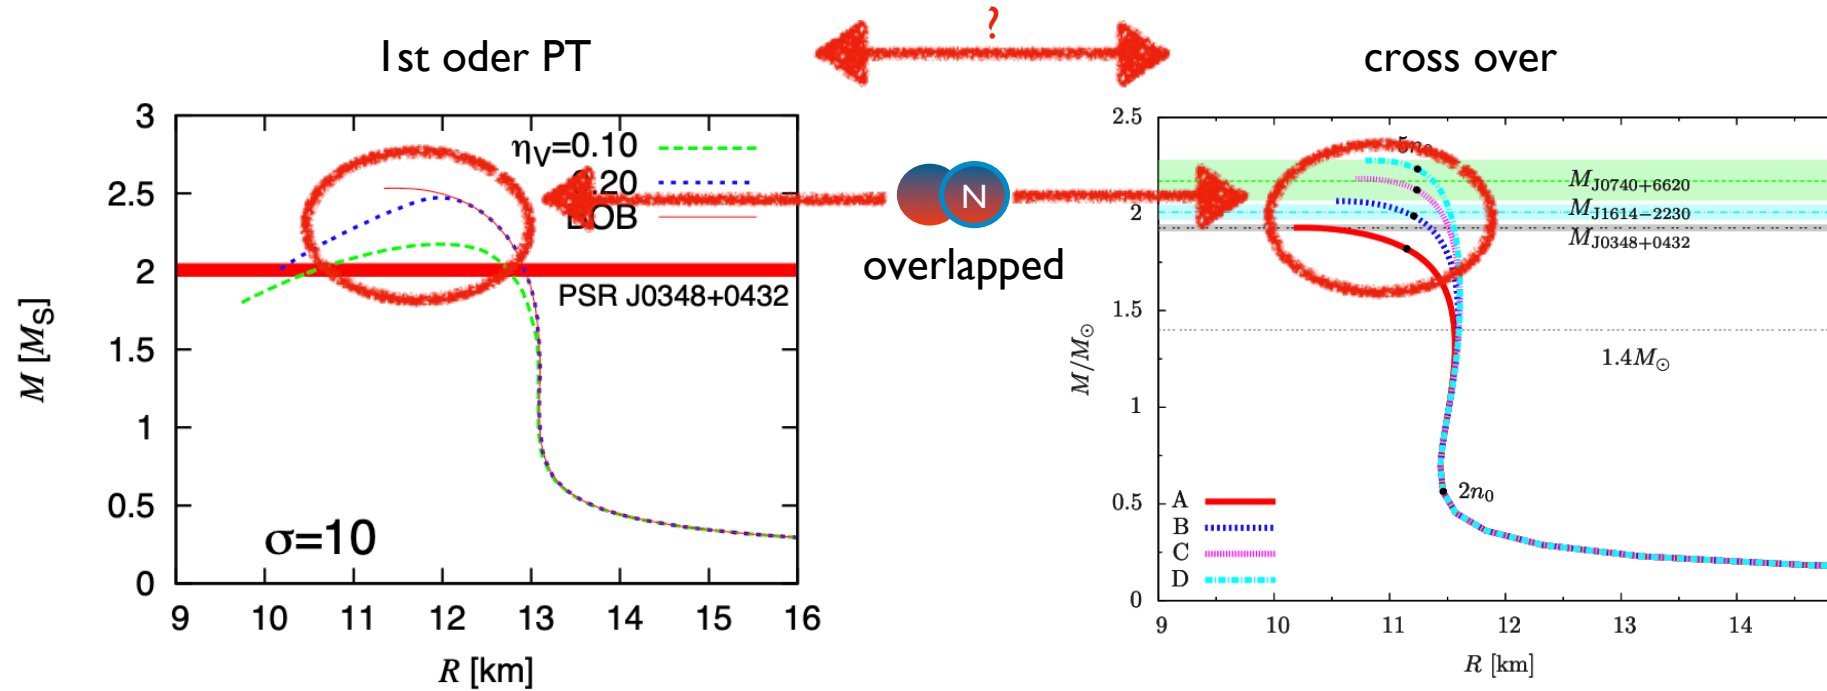 ?
1st oder PT
cross over
3
2.5
2
1.5
1
0.5
0
M [MS]
ηV=0.10
0.20
BOB
PSR J0348+0432
σ=10
9 10 11 12 13 14 15 16
R [km]
N
overlapped
2.5
2
1.5
1
0.5
0
M/M⊙
5n0
MJ0740+6620
MJ1614−2230
MJ0348+0432
1.4M⊙
2n0
A
B
C
D
9 10 11 12 13 14
R [km]